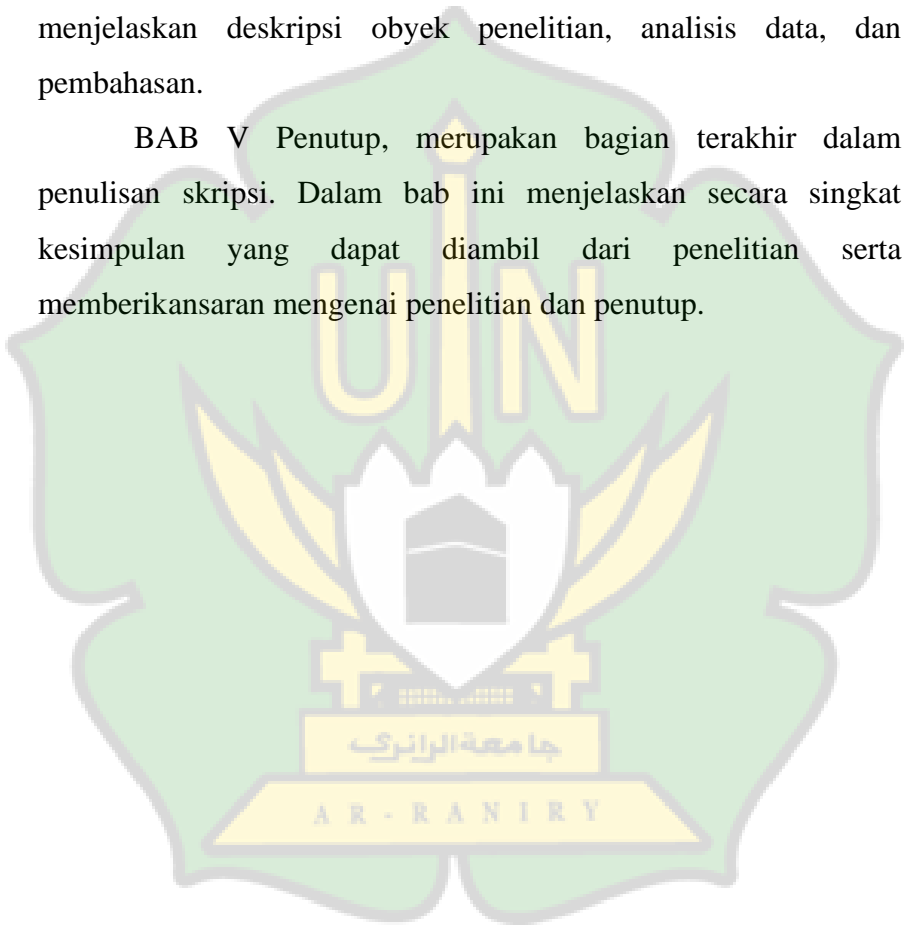 menjelaskan deskripsi obyek penelitian, analisis data, dan
pembahasan.
BAB V Penutup, merupakan bagian terakhir dalam
penulisan skripsi. Dalam bab ini menjelaskan secara singkat
kesimpulan yang dapat diambil dari penelitian serta
memberikansaran mengenai penelitian dan penutup.
UIN
جامعة الرانري
AR-RANIRY